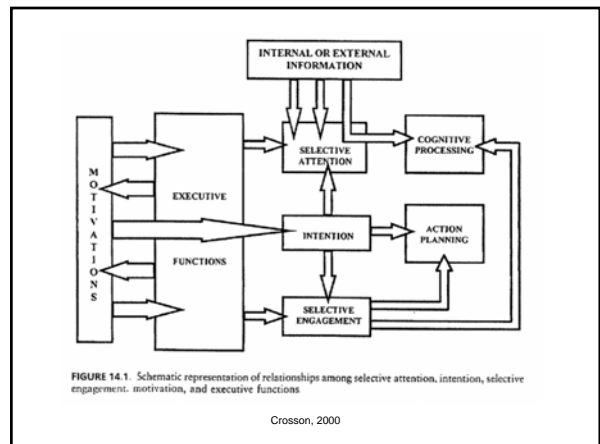 INTERNAL OR EXTERNAL
INFORMATION
MOTIVATIONS
EXECUTIVE
FUNCTIONS
SELECTIVE
ATTENTION
COGNITIVE
PROCESSING
INTENTION
ACTION
PLANNING
SELECTIVE
ENGAGEMENT
FIGURE 14.1. Schematic representation of relationships among selective attention, intention, selective
engagement, motivation, and executive functions
Crosson, 2000